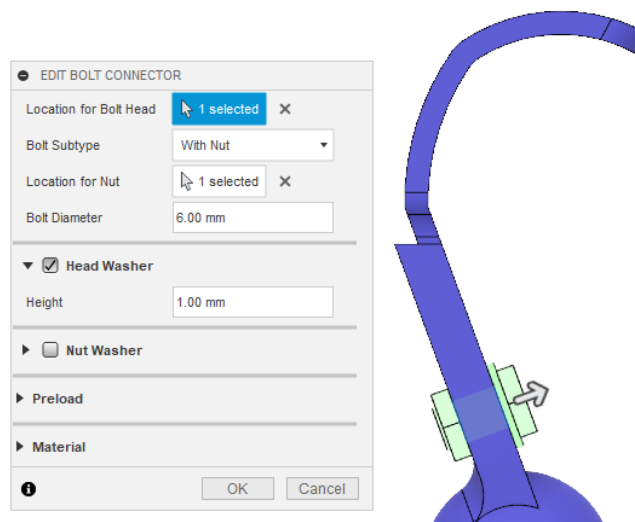 EDIT BOLT CONNECTOR
Location for Bolt Head 1 selected
Bolt Subtype With Nut
Location for Nut 1 selected
Bolt Diameter 6.00 mm
Head Washer
Height 1.00 mm
Nut Washer
Preload
Material
OK Cancel